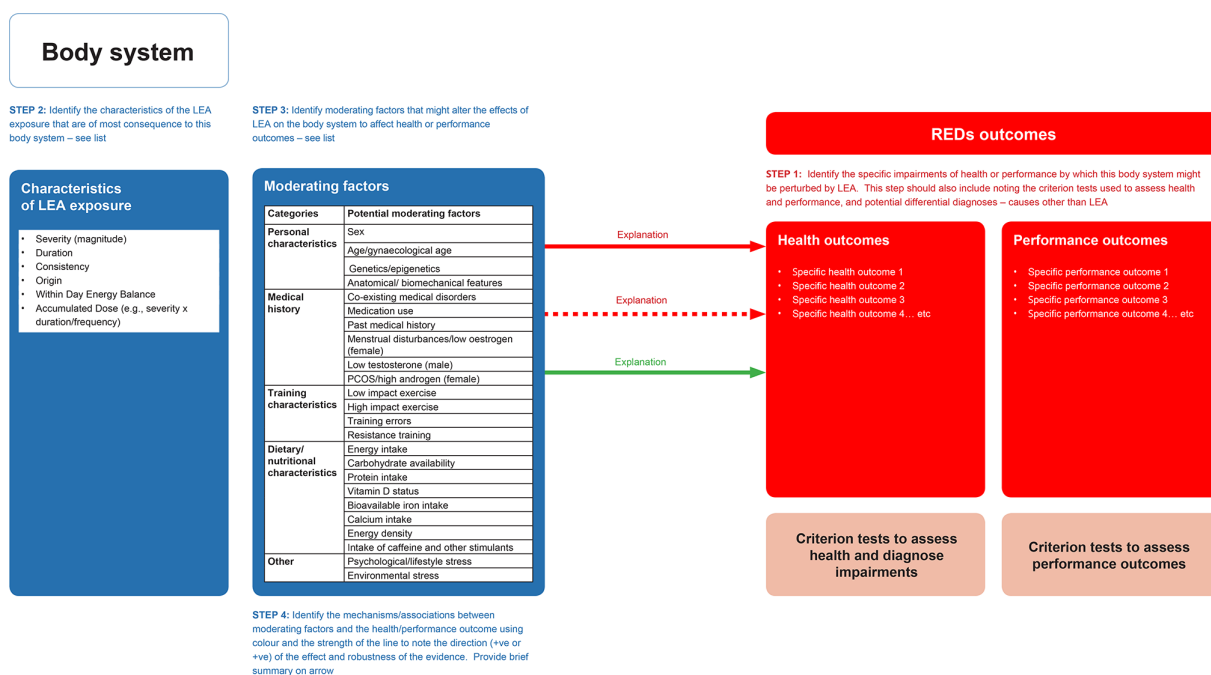 Body system
STEP 2: Identify the characteristics of the LEA
exposure that are of most consequence to this
body system – see list
Characteristics
of LEA exposure
• Severity (magnitude)
• Duration
• Consistency
• Origin
• Within Day Energy Balance
• Accumulated Dose (e.g., severity x
duration/frequency)
STEP 3: Identify moderating factors that might alter the effects of
LEA on the body system to affect health or performance
outcomes – see list
Moderating factors
Categories Potential moderating factors
Personal
characteristics
Sex
Age/gynaecological age
Genetics/epigenetics
Anatomical/ biomechanical features
Medical
history
Co-existing medical disorders
Medication use
Past medical history
Menstrual disturbances/low oestrogen
(female)
Low testosterone (male)
PCOS/high androgen (female)
Training
characteristics
Low impact exercise
High impact exercise
Training errors
Resistance training
Dietary/
nutritional
characteristics
Energy intake
Carbohydrate availability
Protein intake
Vitamin D status
Bioavailable iron intake
Calcium intake
Energy density
Intake of caffeine and other stimulants
Other
Psychological/lifestyle stress
Environmental stress
STEP 4: Identify the mechanisms/associations between
moderating factors and the health/performance outcome using
colour and the strength of the line to note the direction (+ve or
+ve) of the effect and robustness of the evidence. Provide brief
summary on arrow
Explanation
Explanation
Explanation
REDs outcomes
STEP 1: Identify the specific impairments of health or performance by which this body system might
be perturbed by LEA. This step should also include noting the criterion tests used to assess health
and performance, and potential differential diagnoses – causes other than LEA
Health outcomes
• Specific health outcome 1
• Specific health outcome 2
• Specific health outcome 3
• Specific health outcome 4… etc
Performance outcomes
• Specific performance outcome 1
• Specific performance outcome 2
• Specific performance outcome 3
• Specific performance outcome 4… etc
Criterion tests to assess
health and diagnose
impairments
Criterion tests to assess
performance outcomes